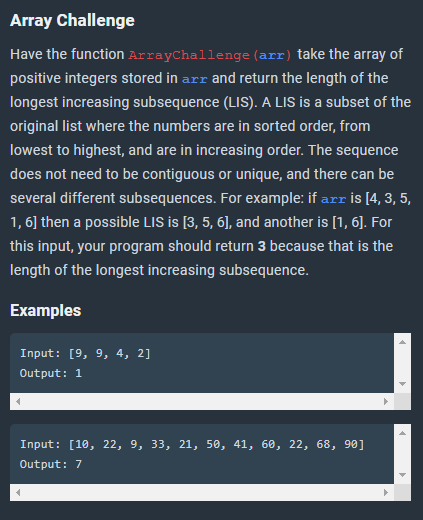 Array Challenge
Have the function ArrayChallenge(arr) take the array of
positive integers stored in arr and return the length of the
longest increasing subsequence (LIS). A LIS is a subset of the
original list where the numbers are in sorted order, from
lowest to highest, and are in increasing order. The sequence
does not need to be contiguous or unique, and there can be
several different subsequences. For example: if arr is [4, 3, 5,
1, 6] then a possible LIS is [3, 5, 6], and another is [1, 6]. For
this input, your program should return 3 because that is the
length of the longest increasing subsequence.
Examples
Input: [9, 9, 4, 2]
Output: 1
Input: [10, 22, 9, 33, 21, 50, 41, 60, 22, 68, 90]
Output: 7